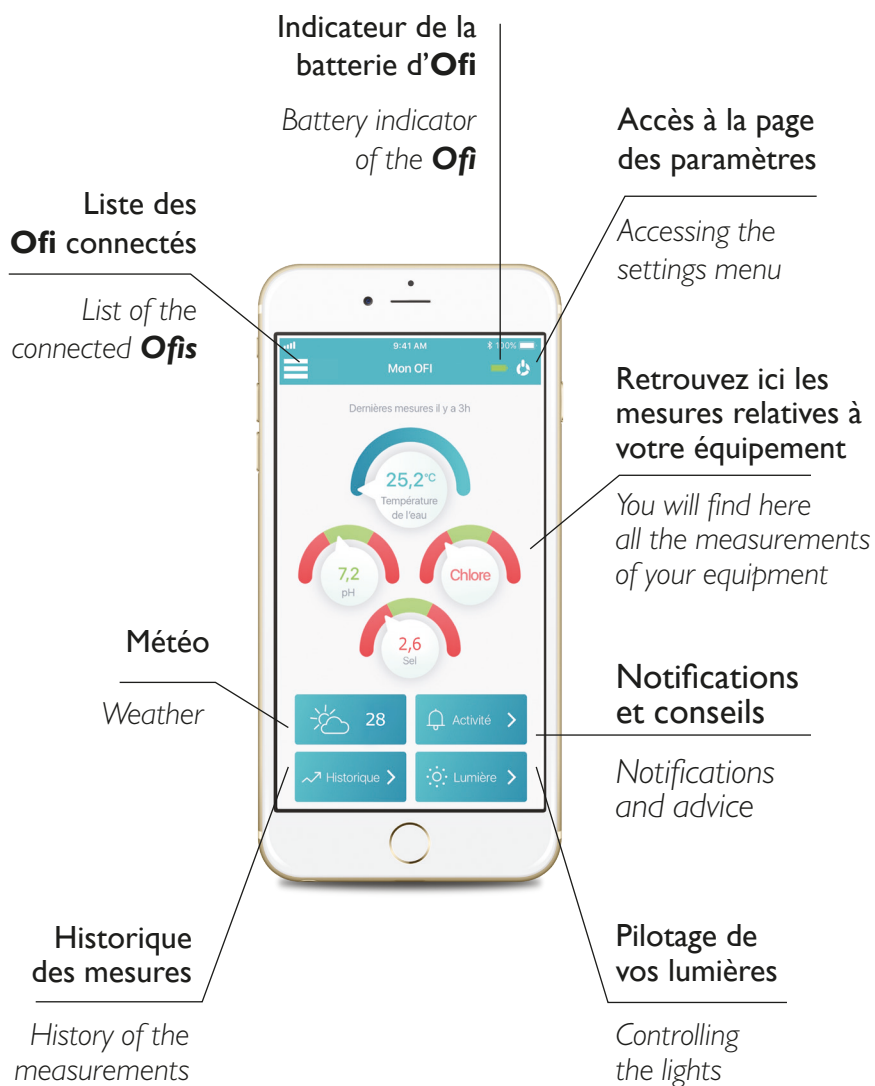 Indicateur de la
batterie d'Ofi
Battery indicator
of the Ofi
Accès à la page
des paramètres
Accessing the
settings menu
Liste des
Ofi connectés
List of the
connected Ofis
9:41 AM
100%
Mon OFI
Dernières mesures il y a 3h
25,2°C
Température
de l'eau
7,2
pH
Chlore
2,6
Sel
28
Activité
Historique
Lumière
Retrouvez ici les
mesures relatives à
votre équipement
You will find here
all the measurements
of your equipment
Météo
Weather
Notifications
et conseils
Notifications
and advice
Historique
des mesures
History of the
measurements
Pilotage de
vos lumières
Controlling
the lights